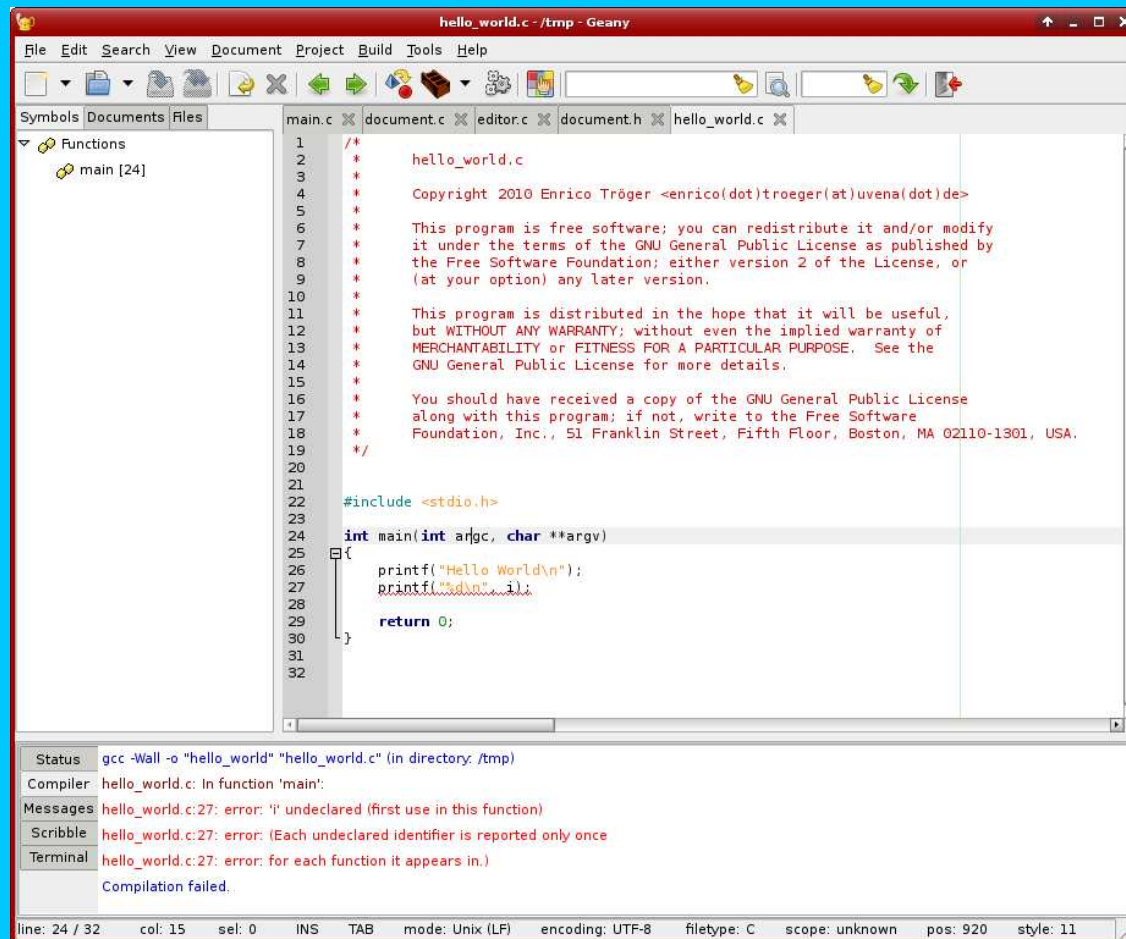 hello_world.c - /tmp - Geany
File Edit Search View Document Project Build Tools Help
Symbols Documents Files
main.c document.c editor.c document.h hello_world.c
Functions
main [24]
1 /*
2 * hello_world.c
3 *
4 * Copyright 2010 Enrico Tröger <enrico(dot)troeger(at)uvena(dot)de>
5 *
6 * This program is free software; you can redistribute it and/or modify
7 * it under the terms of the GNU General Public License as published by
8 * the Free Software Foundation; either version 2 of the License, or
9 * (at your option) any later version.
10 *
11 * This program is distributed in the hope that it will be useful,
12 * but WITHOUT ANY WARRANTY; without even the implied warranty of
13 * MERCHANTABILITY or FITNESS FOR A PARTICULAR PURPOSE.  See the
14 * GNU General Public License for more details.
15 *
16 * You should have received a copy of the GNU General Public License
17 * along with this program; if not, write to the Free Software
18 * Foundation, Inc., 51 Franklin Street, Fifth Floor, Boston, MA 02110-1301, USA.
19 */
20
21
22 #include <stdio.h>
23
24 int main(int argc, char **argv)
25 {
26 printf("Hello World\n");
27 printf("%d\n", i);
28
29 return 0;
30 }
31
32
Status
Compiler
Messages
Scribble
Terminal
gcc -Wall -o "hello_world" "hello_world.c" (in directory: /tmp)
hello_world.c: In function 'main':
hello_world.c:27: error: 'i' undeclared (first use in this function)
hello_world.c:27: error: (Each undeclared identifier is reported only once
hello_world.c:27: error: for each function it appears in.)
Compilation failed.
line: 24 / 32 col: 15 sel: 0 INS TAB mode: Unix (LF) encoding: UTF-8 filetype: C scope: unknown pos: 920 style: 11